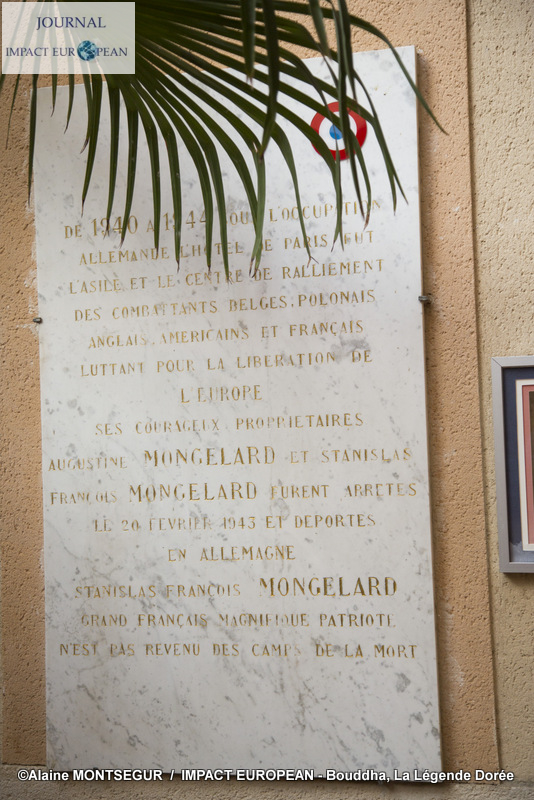 JOURNAL
IMPACT EUROPEAN
DE 1940 A 1944 SOUS L'OCCUPATION
ALLEMANDE L'HÔTEL DE PARIS FUT
L'ASILE ET LE CENTRE DE RALLIEMENT
DES COMBATTANTS BELGES, POLONAIS
ANGLAIS, AMERICAINS ET FRANÇAIS
LUTTANT POUR LA LIBERATION DE
L'EUROPE
SES COURAGEUX PROPRIETAIRES
AUGUSTINE MONGELARD ET STANISLAS
FRANÇOIS MONGELARD FURENT ARRETES
LE 20 FEVRIER 1943 ET DEPORTES
EN ALLEMAGNE
STANISLAS FRANÇOIS MONGELARD
GRAND FRANÇAIS MAGNIFIQUE PATRIOTE
N'EST PAS REVENU DES CAMPS DE LA MORT
©Alaine MONTSEGUR / IMPACT EUROPEAN - Bouddha, La Légende Dorée